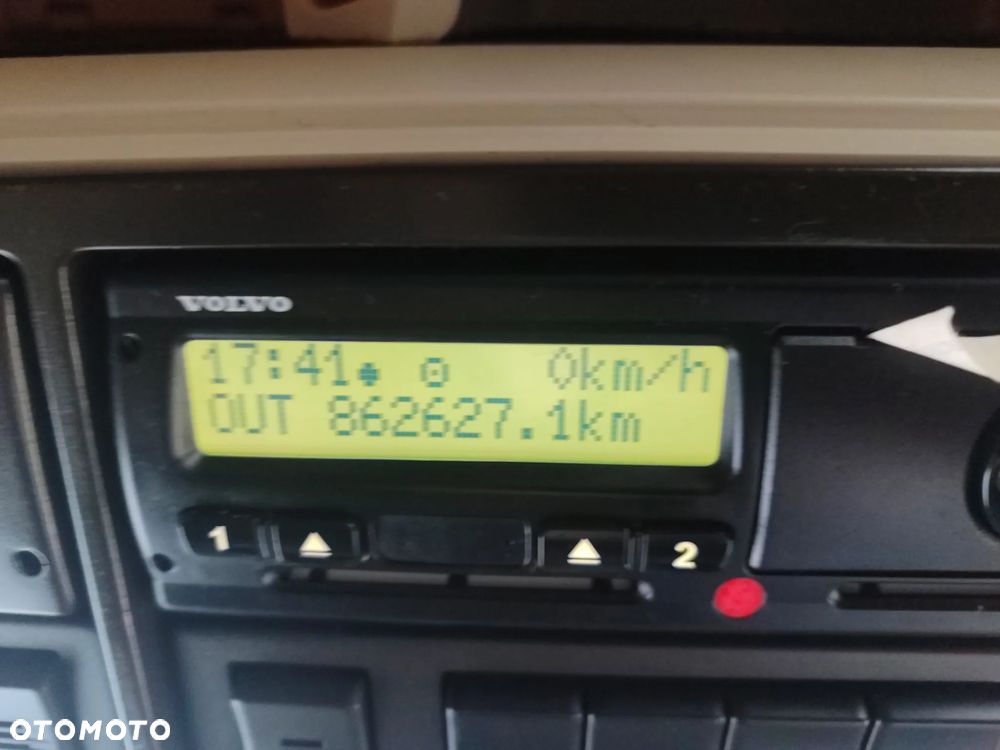 VOLVO
17:41 0km/h
OUT 862627.1km
1 2
OTOMOTO